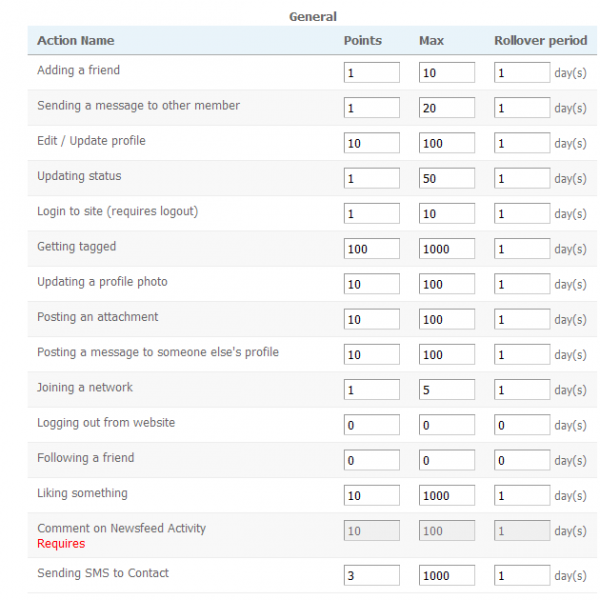 General
Action Name Points Max Rollover period
Adding a friend 1 10 1 day(s)
Sending a message to other member 1 20 1 day(s)
Edit / Update profile 10 100 1 day(s)
Updating status 1 50 1 day(s)
Login to site (requires logout) 1 10 1 day(s)
Getting tagged 100 1000 1 day(s)
Updating a profile photo 10 100 1 day(s)
Posting an attachment 10 100 1 day(s)
Posting a message to someone else's profile 10 100 1 day(s)
Joining a network 1 5 1 day(s)
Logging out from website 0 0 0 day(s)
Following a friend 0 0 0 day(s)
Liking something 10 1000 1 day(s)
Comment on Newsfeed Activity 10 100 1 day(s)
Requires
Sending SMS to Contact 3 1000 1 day(s)